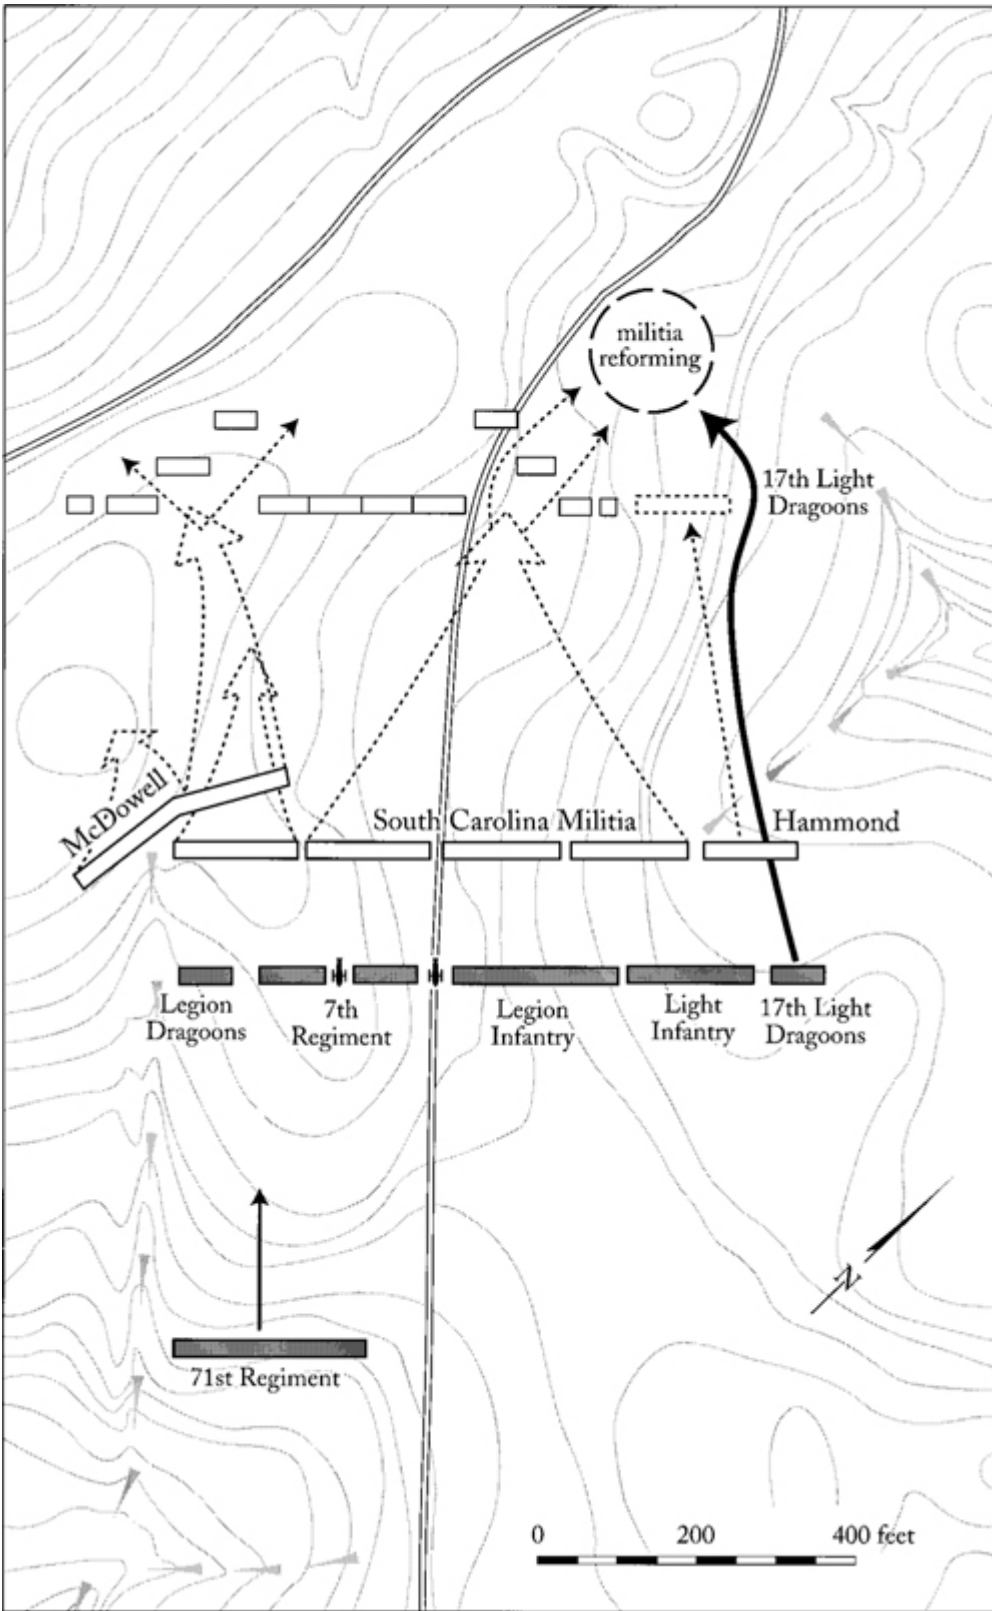 militia
reforming
17th Light
Dragoons
McDowell
South Carolina Militia
Hammond
Legion
Dragoons
7th
Regiment
Legion
Infantry
Light
Infantry
17th Light
Dragoons
N
71st Regiment
0 200 400 feet